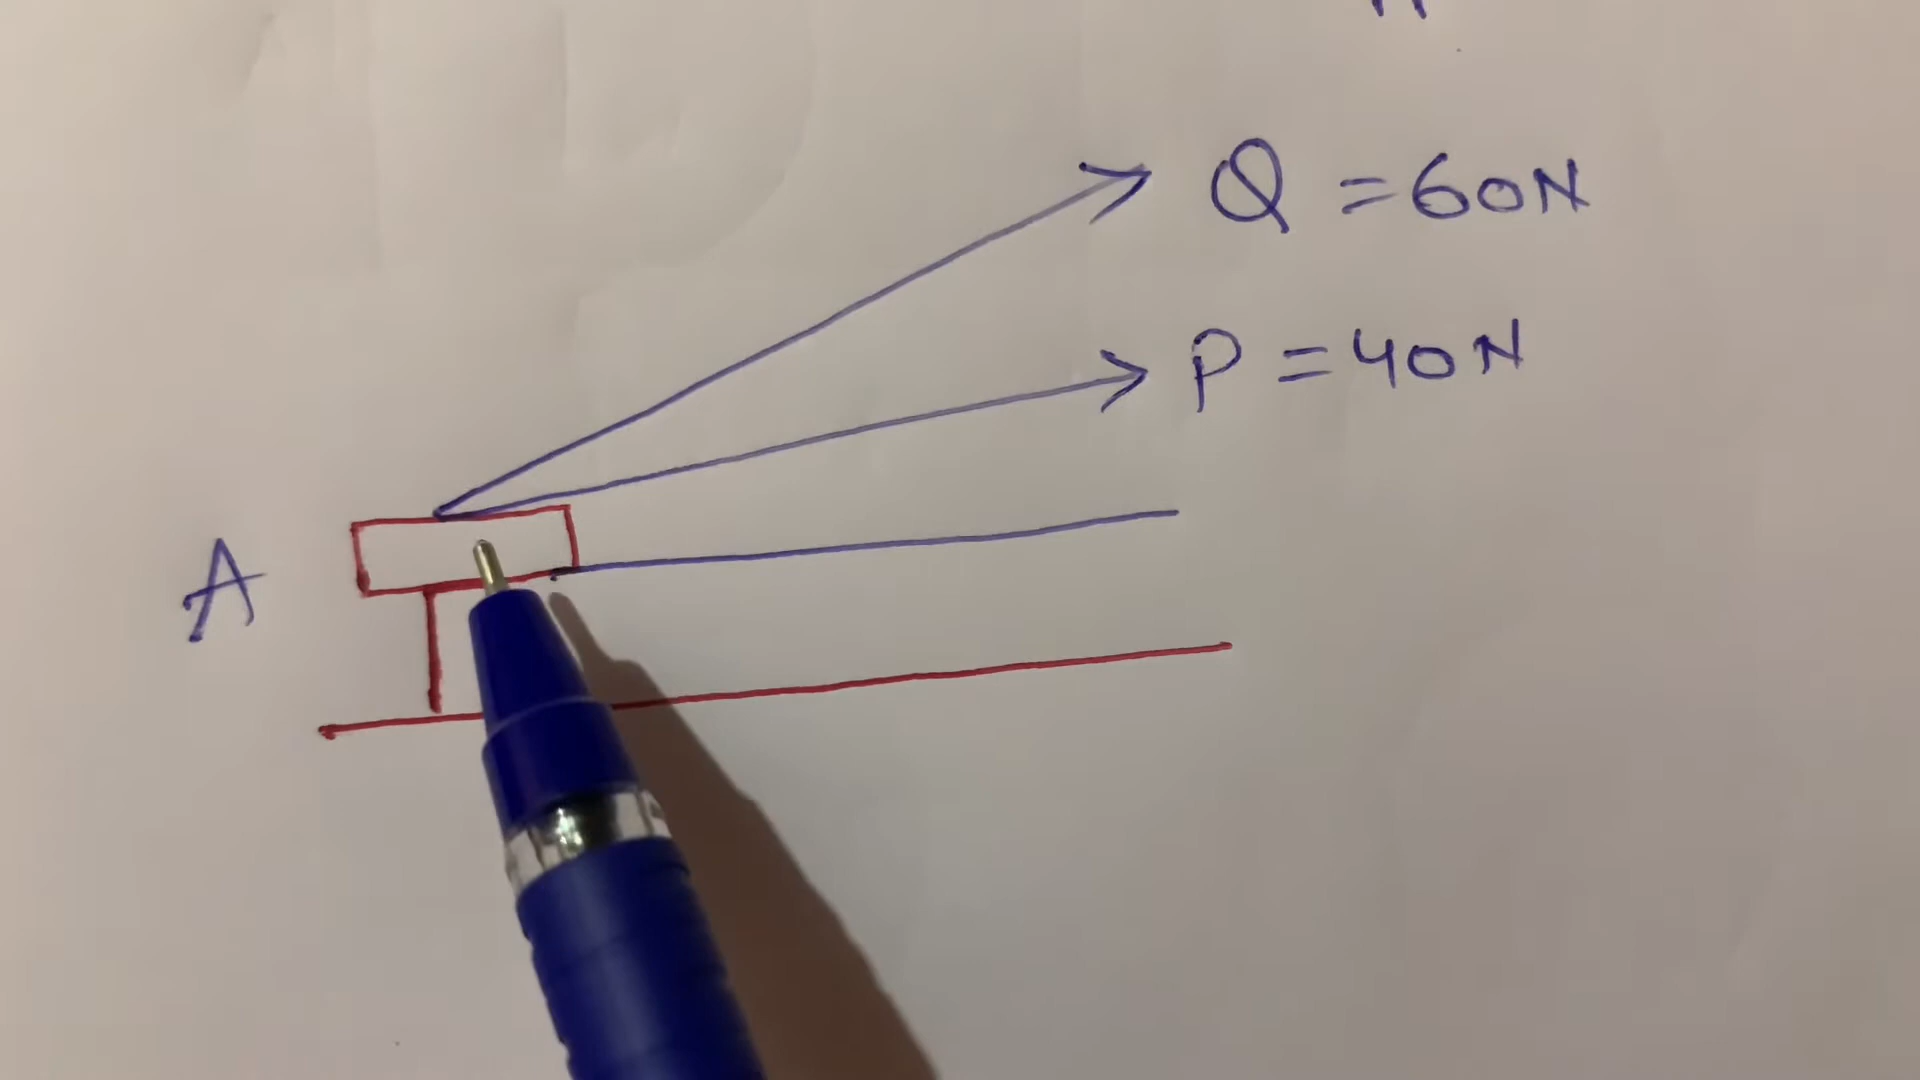 Q = 60N
P = 40N
A